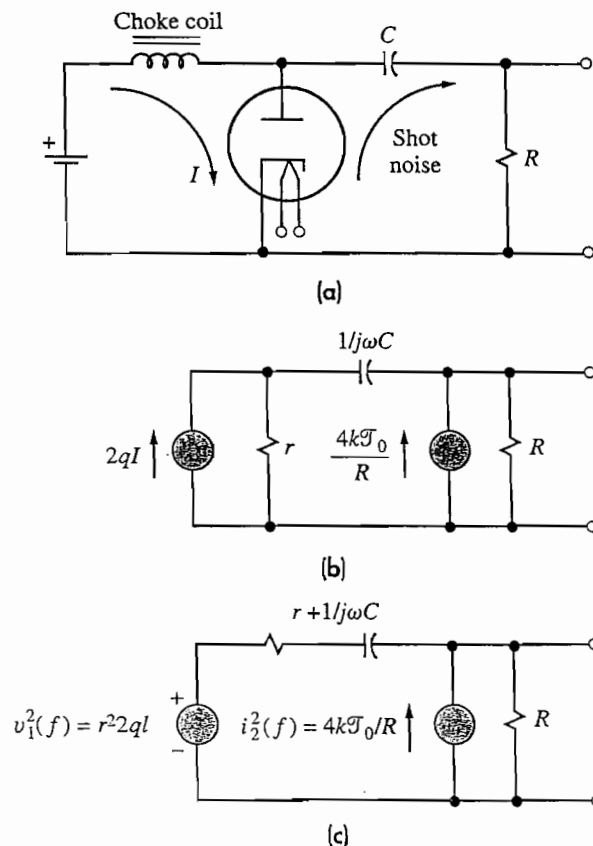 Choke coil
C
+
I
Shot
noise
R
(a)
1/jωC
2qI
r
4k𝒯₀
R
R
(b)
r + 1/jωC
v₁²(f) = r²2qI
+
−
i₂²(f) = 4k𝒯₀/R
R
(c)